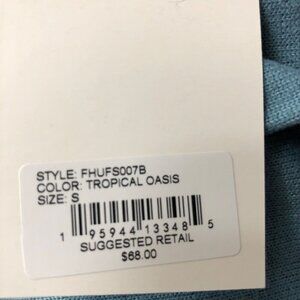 STYLE: FHUFS007B
COLOR: TROPICAL OASIS
SIZE: S
1 95944 13348 5
SUGGESTED RETAIL
$68.00